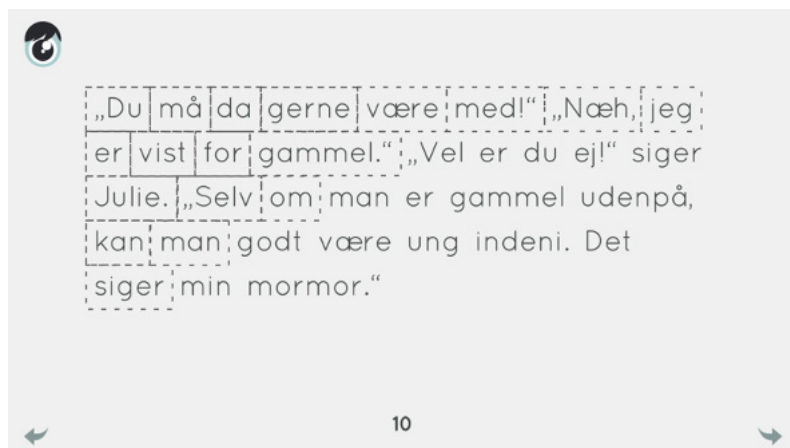 „Du må da gerne være med!“ „Næh, jeg
er vist for gammel.“ „Vel er du ej!“ siger
Julie. „Selv om man er gammel udenpå,
kan man godt være ung indeni. Det
siger min mormor.“
10